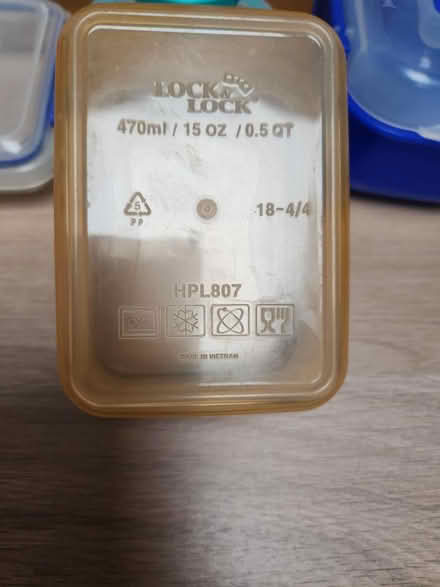 LOCK&
LOCK®
470ml / 15 OZ / 0.5 QT
5
PP
18-4/4
HPL807
MADE IN VIETNAM